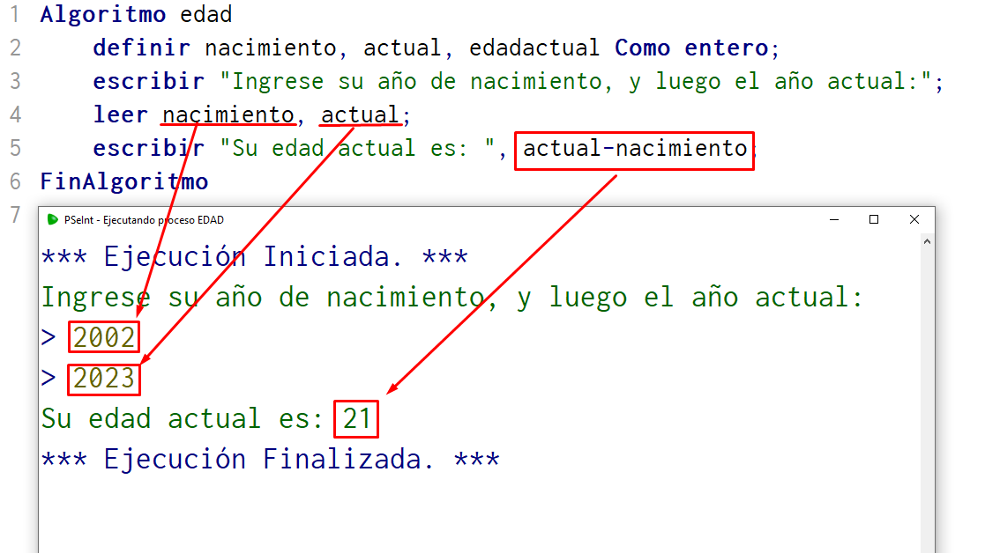 1 Algoritmo edad
2 definir nacimiento, actual, edadactual Como entero;
3 escribir "Ingrese su año de nacimiento, y luego el año actual:";
4 leer nacimiento, actual;
5 escribir "Su edad actual es: ", actual-nacimiento;
6 FinAlgoritmo
7
PSeInt - Ejecutando proceso EDAD
*** Ejecución Iniciada. ***
Ingrese su año de nacimiento, y luego el año actual:
> 2002
> 2023
Su edad actual es: 21
*** Ejecución Finalizada. ***